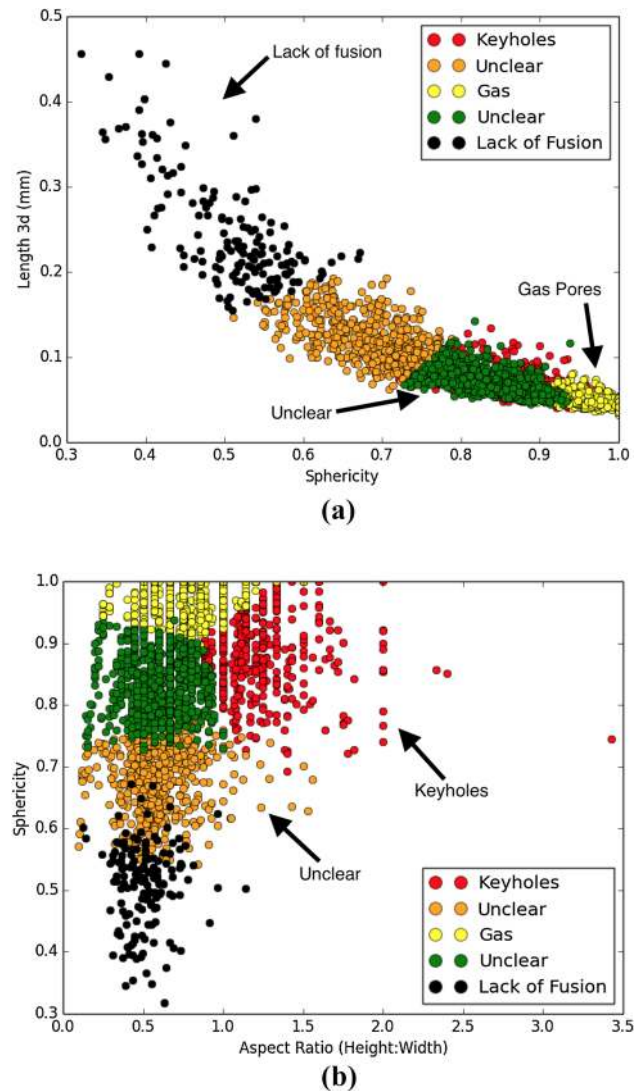 0.5
Lack of fusion
Keyholes
Unclear
Gas
Unclear
Lack of Fusion
0.4
0.3
Length 3d (mm)
0.2
Gas Pores
0.1
Unclear
0.0
0.3 0.4 0.5 0.6 0.7 0.8 0.9 1.0
Sphericity
(a)
1.0
0.9
0.8
Keyholes
0.7
Sphericity
0.6
Unclear
0.5
Keyholes
Unclear
Gas
Unclear
Lack of Fusion
0.4
0.3
0.0 0.5 1.0 1.5 2.0 2.5 3.0 3.5
Aspect Ratio (Height:Width)
(b)